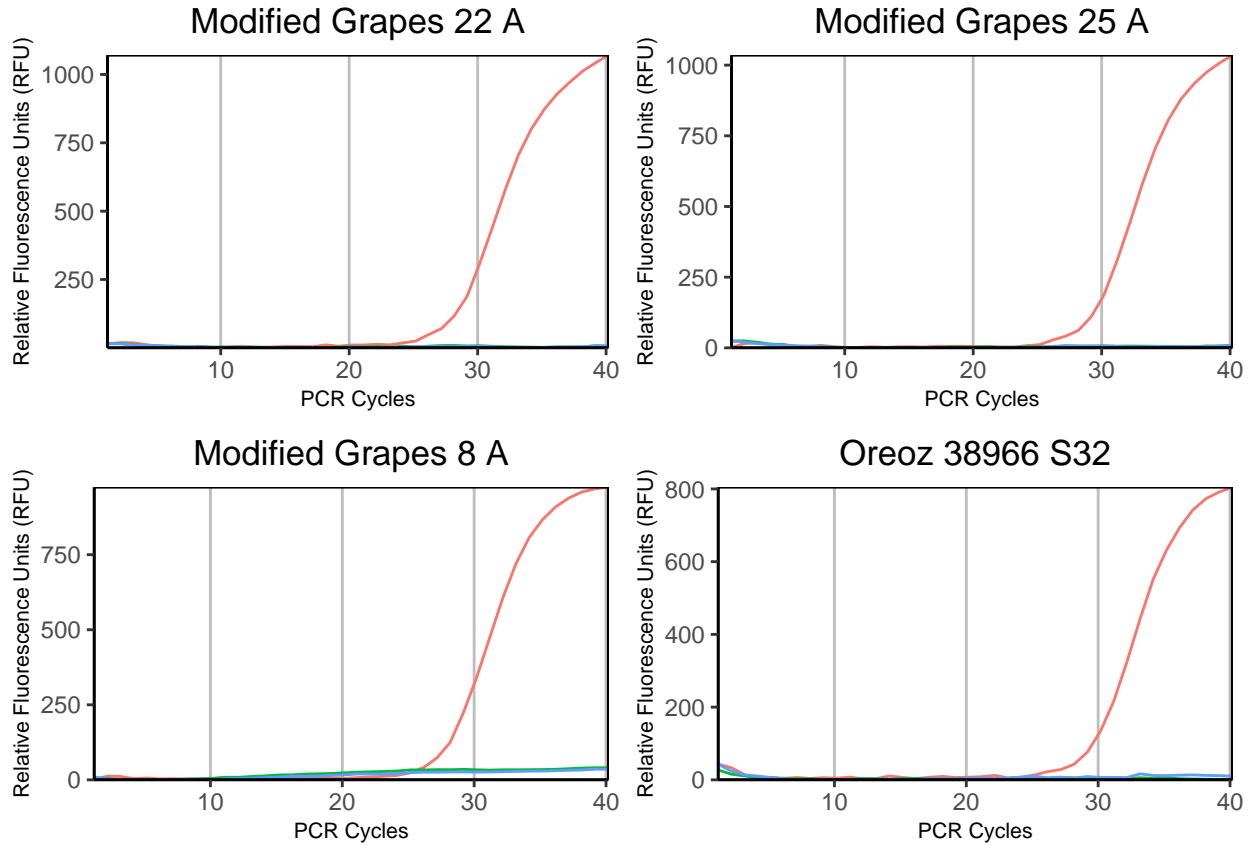 Modified Grapes 22 A
Relative Fluorescence Units (RFU)
1000
750
500
250
10
20
30
40
PCR Cycles
Modified Grapes 25 A
Relative Fluorescence Units (RFU)
1000
750
500
250
0
10
20
30
40
PCR Cycles
Modified Grapes 8 A
Relative Fluorescence Units (RFU)
750
500
250
0
10
20
30
40
PCR Cycles
Oreoz 38966 S32
Relative Fluorescence Units (RFU)
800
600
400
200
0
10
20
30
40
PCR Cycles